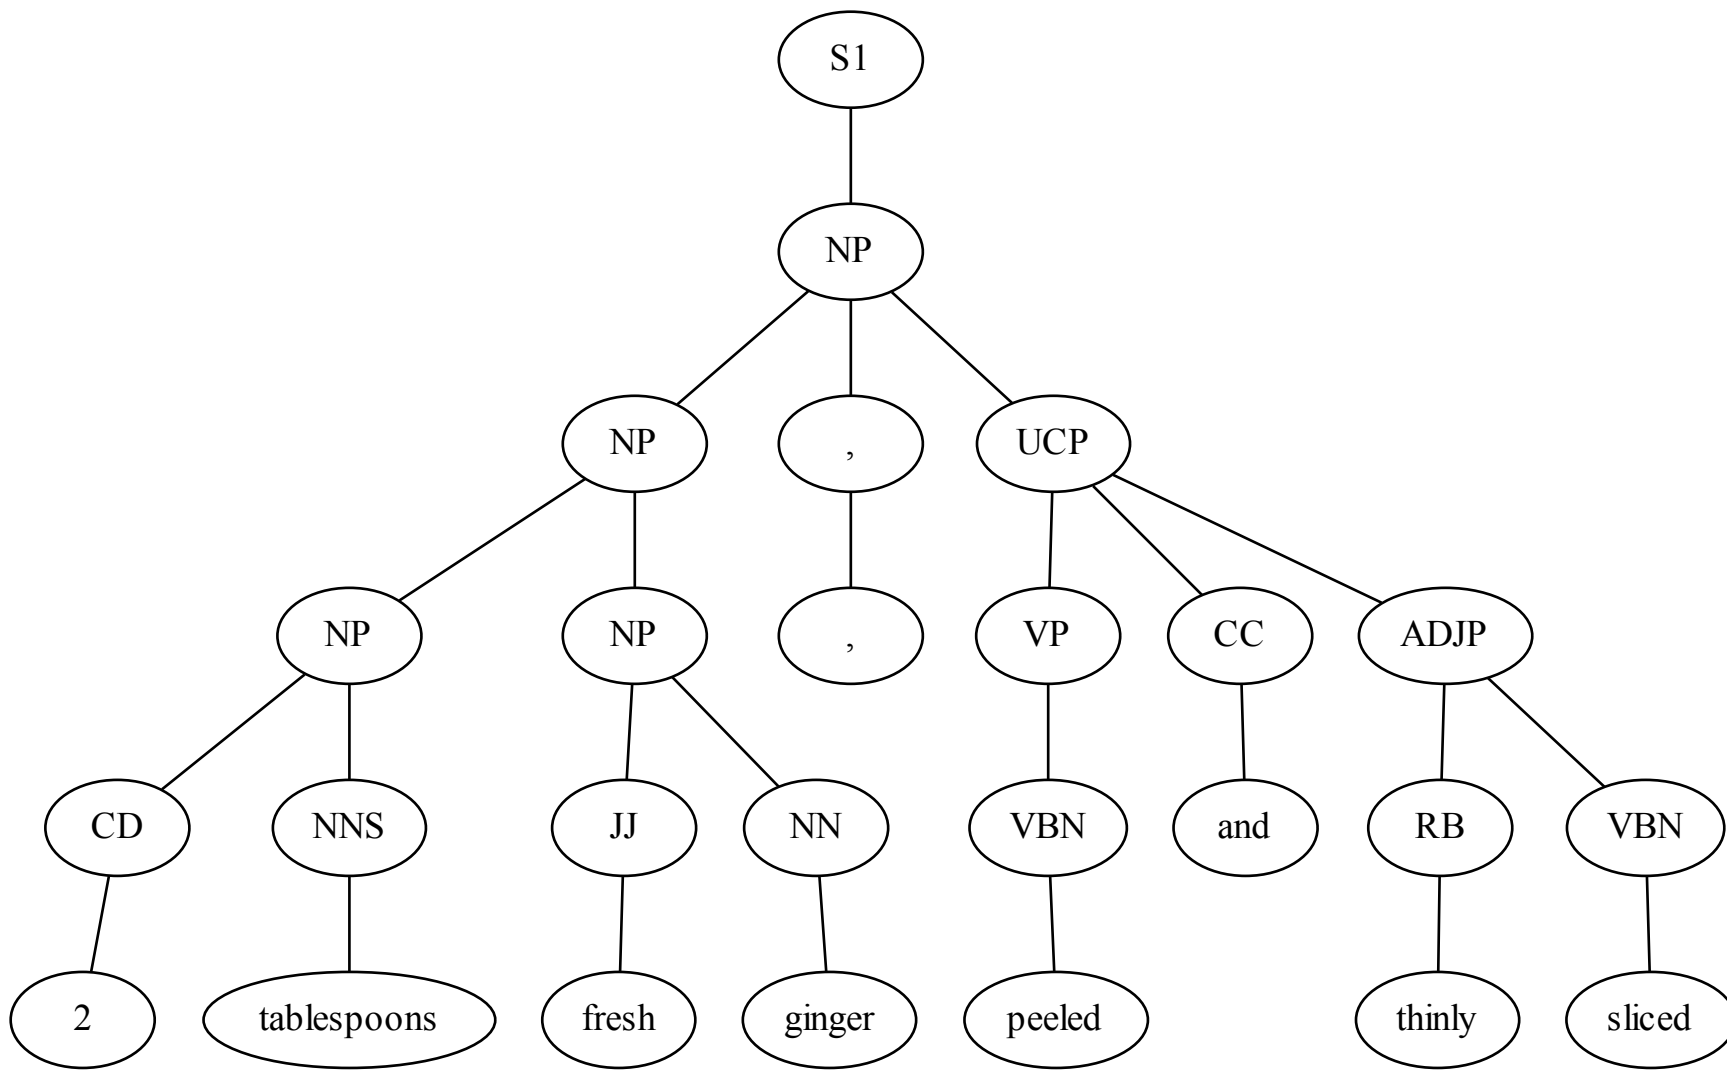 S1
NP
NP , UCP
NP NP , VP CC ADJP
CD NNS JJ NN VBN and RB VBN
2 tablespoons fresh ginger peeled thinly sliced